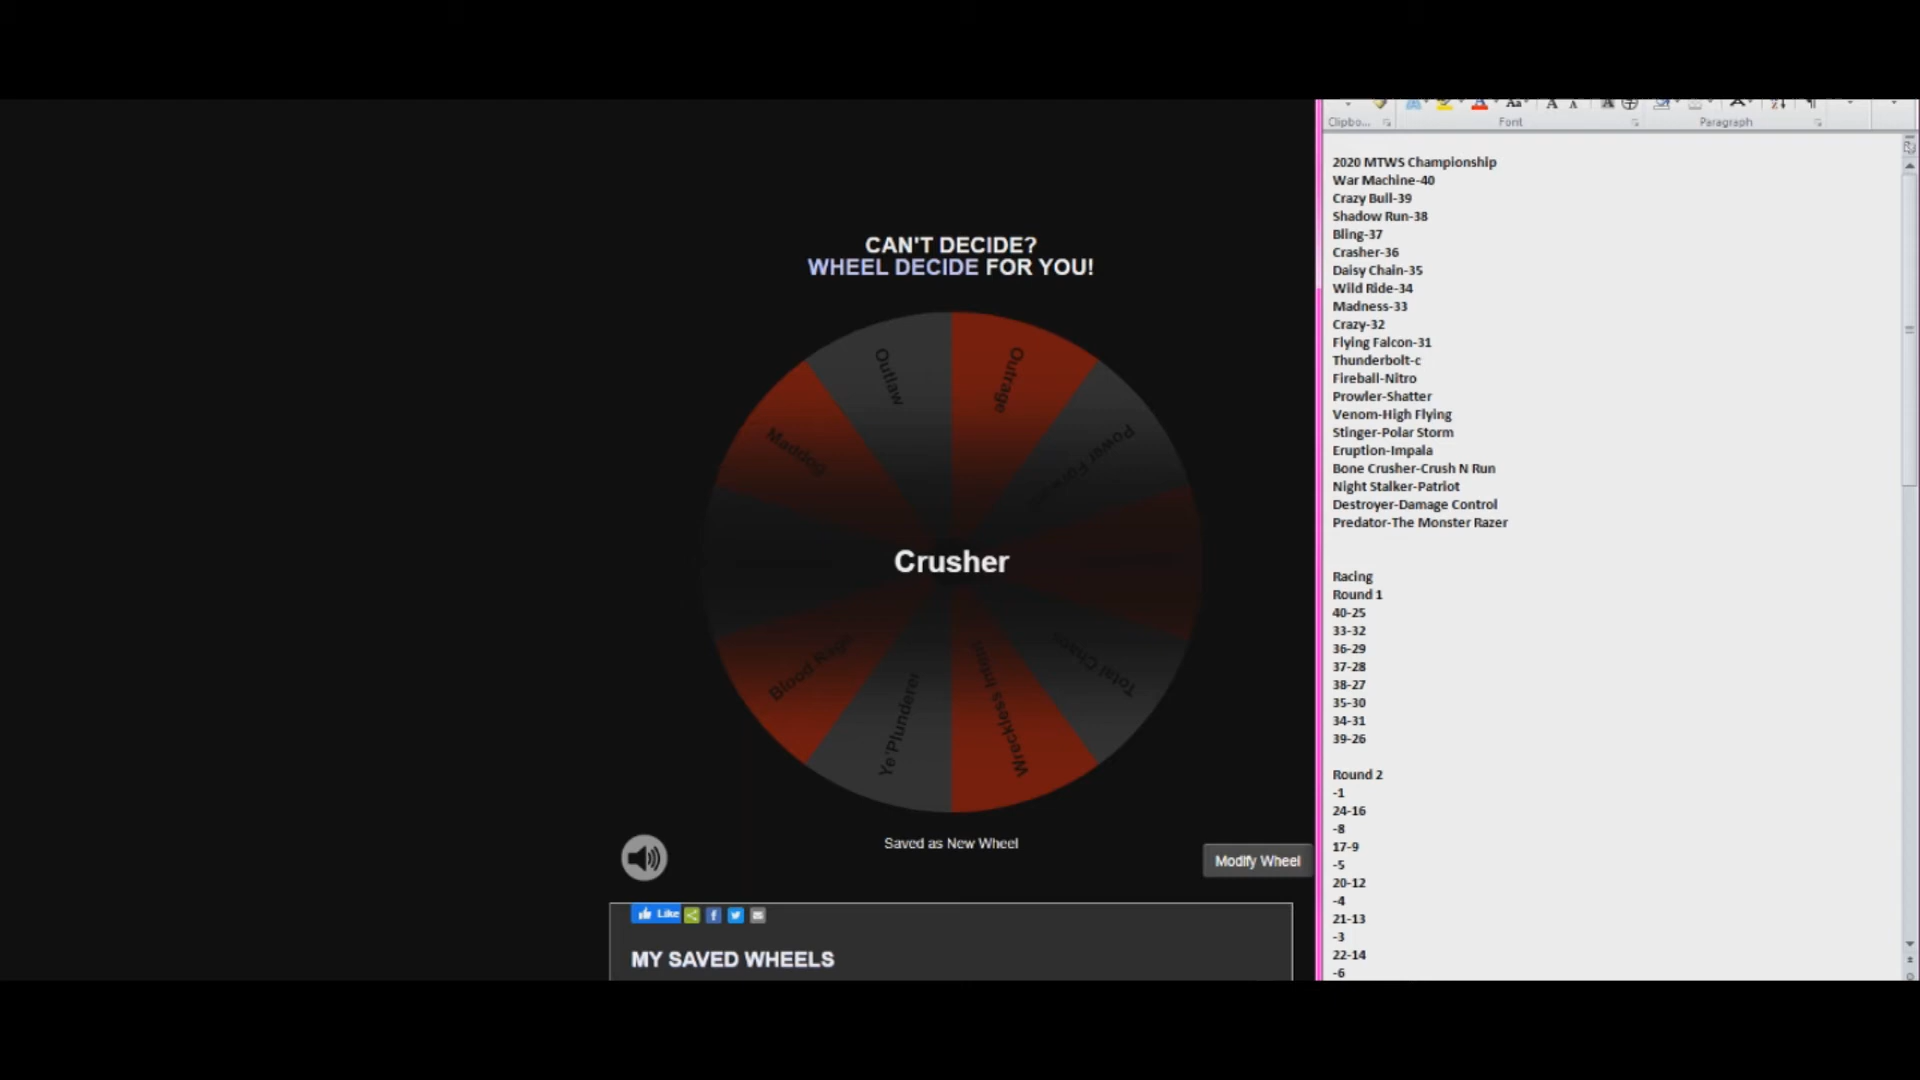 CAN'T DECIDE?
WHEEL DECIDE FOR YOU!
Outlaw
Outrage
Maddog
Power
Crusher
Blood Rage
Total Chaos
Ye'Plunderer
Wreckless Intent
Saved as New Wheel
Modify Wheel
Like
MY SAVED WHEELS
Clipbo...
Font
Paragraph
2020 MTWS Championship
War Machine-40
Crazy Bull-39
Shadow Run-38
Bling-37
Crasher-36
Daisy Chain-35
Wild Ride-34
Madness-33
Crazy-32
Flying Falcon-31
Thunderbolt-c
Fireball-Nitro
Prowler-Shatter
Venom-High Flying
Stinger-Polar Storm
Eruption-Impala
Bone Crusher-Crush N Run
Night Stalker-Patriot
Destroyer-Damage Control
Predator-The Monster Razer
Racing
Round 1
40-25
33-32
36-29
37-28
38-27
35-30
34-31
39-26
Round 2
-1
24-16
-8
17-9
-5
20-12
-4
21-13
-3
22-14
-6